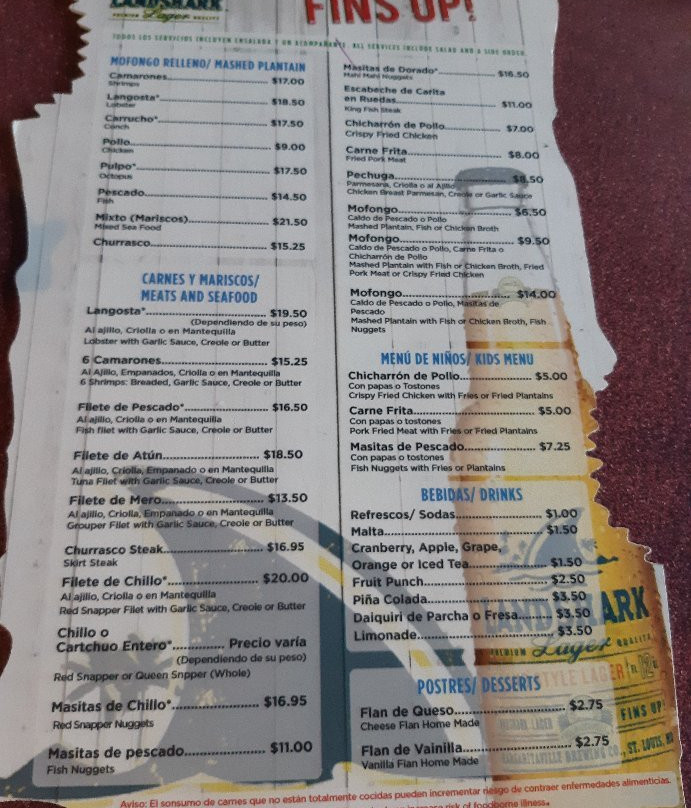 LANDSHARK
PREMIUM Lager QUALITY
FINS UP!
TODOS LOS SERVICIOS INCLUYEN ENSALADA Y UN ACOMPAÑANTE. ALL SERVICES INCLUDE SALAD AND A SIDE ORDER.
MOFONGO RELLENO/ MASHED PLANTAIN
Camarones................ $17.00
Shrimps
Langosta*................ $18.50
Lobster
Carrucho*................ $17.50
Conch
Pollo................ $9.00
Chicken
Pulpo*................ $17.50
Octopus
Pescado................ $14.50
Fish
Mixto (Mariscos)................ $21.50
Mixed Sea Food
Churrasco................ $15.25
CARNES Y MARISCOS/
MEATS AND SEAFOOD
Langosta*................ $19.50
(Dependiendo de su peso)
Al ajillo, Criolla o en Mantequilla
Lobster with Garlic Sauce, Creole or Butter
6 Camarones................ $15.25
Al Ajillo, Empanados, Criolla o en Mantequilla
6 Shrimps: Breaded, Garlic Sauce, Creole or Butter
Filete de Pescado*................ $16.50
Al ajillo, Criolla o en Mantequilla
Fish filet with Garlic Sauce, Creole or Butter
Filete de Atún................ $18.50
Al ajillo, Criolla, Empanado o en Mantequilla
Tuna Filet with Garlic Sauce, Creole or Butter
Filete de Mero................ $13.50
Al ajillo, Criolla, Empanado o en Mantequilla
Grouper Filet with Garlic Sauce, Creole or Butter
Churrasco Steak................ $16.95
Skirt Steak
Filete de Chillo*................ $20.00
Al ajillo, Criolla o en Mantequilla
Red Snapper Filet with Garlic Sauce, Creole or Butter
Chillo o
Cartchuo Entero*............ Precio varía
(Dependiendo de su peso)
Red Snapper or Queen Snpper (Whole)
Masitas de Chillo*................ $16.95
Red Snapper Nuggets
Masitas de pescado................ $11.00
Fish Nuggets
Masitas de Dorado*................ $16.50
Mahi Mahi Nuggets
Escabeche de Carita
en Ruedas................ $11.00
King Fish Steak
Chicharrón de Pollo................ $7.00
Crispy Fried Chicken
Carne Frita................ $8.00
Fried Pork Meat
Pechuga................ $8.50
Parmesana, Criolla o al Ajillo
Chicken Breast Parmesan, Creole or Garlic Sauce
Mofongo................ $6.50
Caldo de Pescado o Pollo
Mashed Plantain, Fish or Chicken Broth
Mofongo................ $9.50
Caldo de Pescado o Pollo, Carne Frita o
Chicharrón de Pollo
Mashed Plantain with Fish or Chicken Broth, Fried
Pork Meat or Crispy Fried Chicken
Mofongo................ $14.00
Caldo de Pescado o Pollo, Masitas de
Pescado
Mashed Plantain with Fish or Chicken Broth, Fish
Nuggets
MENÚ DE NIÑOS/ KIDS MENU
Chicharrón de Pollo................ $5.00
Con papas o Tostones
Crispy Fried Chicken with Fries or Fried Plantains
Carne Frita................ $5.00
Con papas o tostones
Pork Fried Meat with Fries or Fried Plantains
Masitas de Pescado................ $7.25
Con papas o tostones
Fish Nuggets with Fries or Plantains
BEBIDAS/ DRINKS
Refrescos/ Sodas................ $1.00
Malta................ $1.50
Cranberry, Apple, Grape,
Orange or Iced Tea................ $1.50
Fruit Punch................ $2.50
Piña Colada................ $3.50
Daiquiri de Parcha o Fresa................ $3.50
Limonade................ $3.50
LANDSHARK
PREMIUM Lager QUALITY
STYLE LAGER
FINS UP!
MARGARITAVILLE BREWING CO., ST. LOUIS, MO
POSTRES/ DESSERTS
Flan de Queso................ $2.75
Cheese Flan Home Made
Flan de Vainilla................ $2.75
Vanilla Flan Home Made
Aviso: El sonsumo de carnes que no están totalmente cocidas pueden incrementar riesgo de contraer enfermedades alimenticias.
risk of foodborne illness.